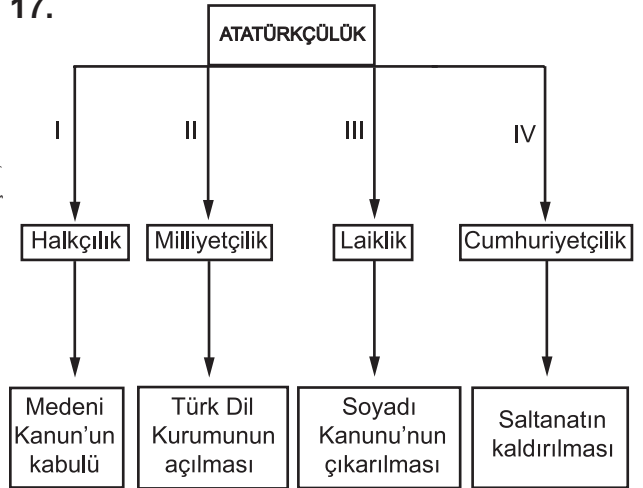 17.
ATATÜRKÇÜLÜK
I
II
III
IV
Halkçılık
Milliyetçilik
Laiklik
Cumhuriyetçilik
Medeni
Kanun’un
kabulü
Türk Dil
Kurumunun
açılması
Soyadı
Kanunu’nun
çıkarılması
Saltanatın
kaldırılması